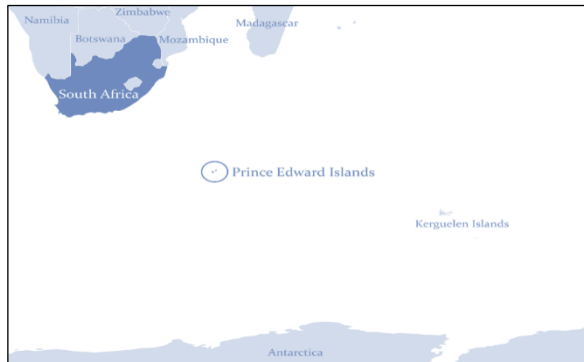 Zimbabwe
Namibia
Madagascar
Botswana
Mozambique
South Africa
Prince Edward Islands
Kerguelen Islands
Antarctica